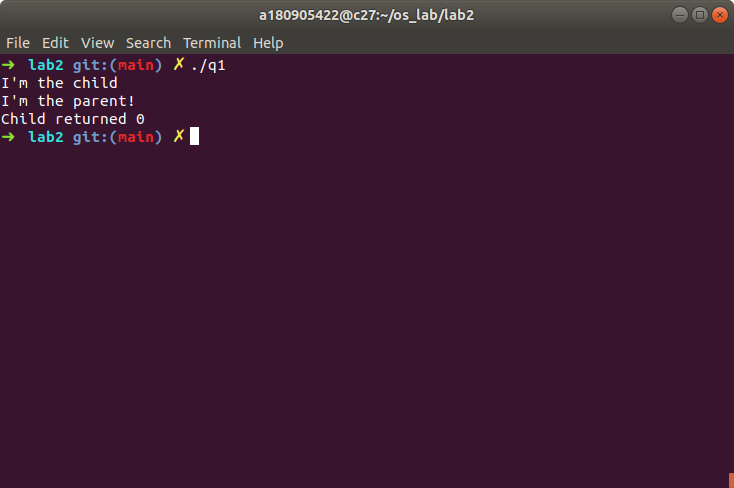 a180905422@c27:~/os_lab/lab2
File Edit View Search Terminal Help
➜ lab2 git:(main) ✗ ./q1
I'm the child
I'm the parent!
Child returned 0
➜ lab2 git:(main) ✗